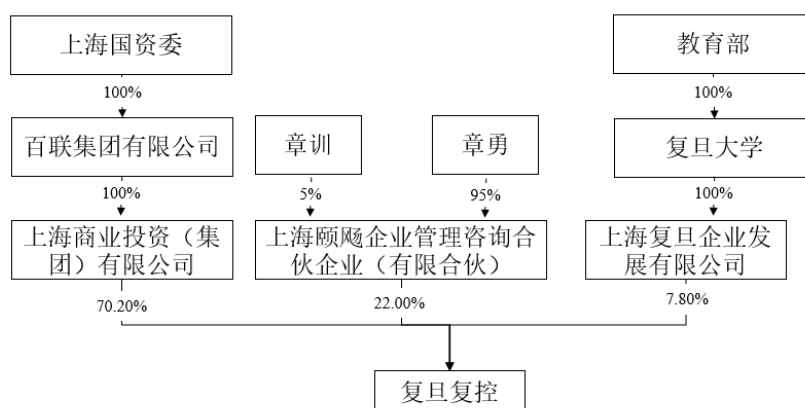 上海国资委
教育部
100%
100%
百联集团有限公司
章训
章勇
复旦大学
100%
5%
95%
100%
上海商业投资（集
团）有限公司
上海颐飏企业管理咨询合
伙企业（有限合伙）
上海复旦企业发
展有限公司
70.20%
22.00%
7.80%
复旦复控